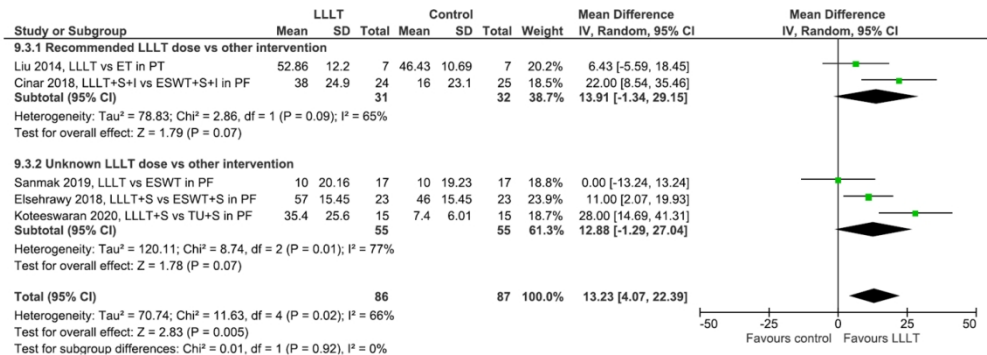 LLLT Control Mean Difference Mean Difference
Study or Subgroup Mean SD Total Mean SD Total Weight IV, Random, 95% CI IV, Random, 95% CI
9.3.1 Recommended LLLT dose vs other intervention
Liu 2014, LLLT vs ET in PT 52.86 12.2 7 46.43 10.69 7 20.2% 6.43 [-5.59, 18.45]
Cinar 2018, LLLT+S+I vs ESWT+S+I in PF 38 24.9 24 16 23.1 25 18.5% 22.00 [8.54, 35.46]
Subtotal (95% CI) 31 32 38.7% 13.91 [-1.34, 29.15]
Heterogeneity: Tau² = 78.83; Chi² = 2.86, df = 1 (P = 0.09); I² = 65%
Test for overall effect: Z = 1.79 (P = 0.07)
9.3.2 Unknown LLLT dose vs other intervention
Sanmak 2019, LLLT vs ESWT in PF 10 20.16 17 10 19.23 17 18.8% 0.00 [-13.24, 13.24]
Elsehrawy 2018, LLLT+S vs ESWT+S in PF 57 15.45 23 46 15.45 23 23.9% 11.00 [2.07, 19.93]
Koteeswaran 2020, LLLT+S vs TU+S in PF 35.4 25.6 15 7.4 6.01 15 18.7% 28.00 [14.69, 41.31]
Subtotal (95% CI) 55 55 61.3% 12.88 [-1.29, 27.04]
Heterogeneity: Tau² = 120.11; Chi² = 8.74, df = 2 (P = 0.01); I² = 77%
Test for overall effect: Z = 1.78 (P = 0.07)
Total (95% CI) 86 87 100.0% 13.23 [4.07, 22.39]
Heterogeneity: Tau² = 70.74; Chi² = 11.63, df = 4 (P = 0.02); I² = 66%
Test for overall effect: Z = 2.83 (P = 0.005)
Test for subgroup differences: Chi² = 0.01, df = 1 (P = 0.92), I² = 0%
-50 -25 0 25 50
Favours control Favours LLLT